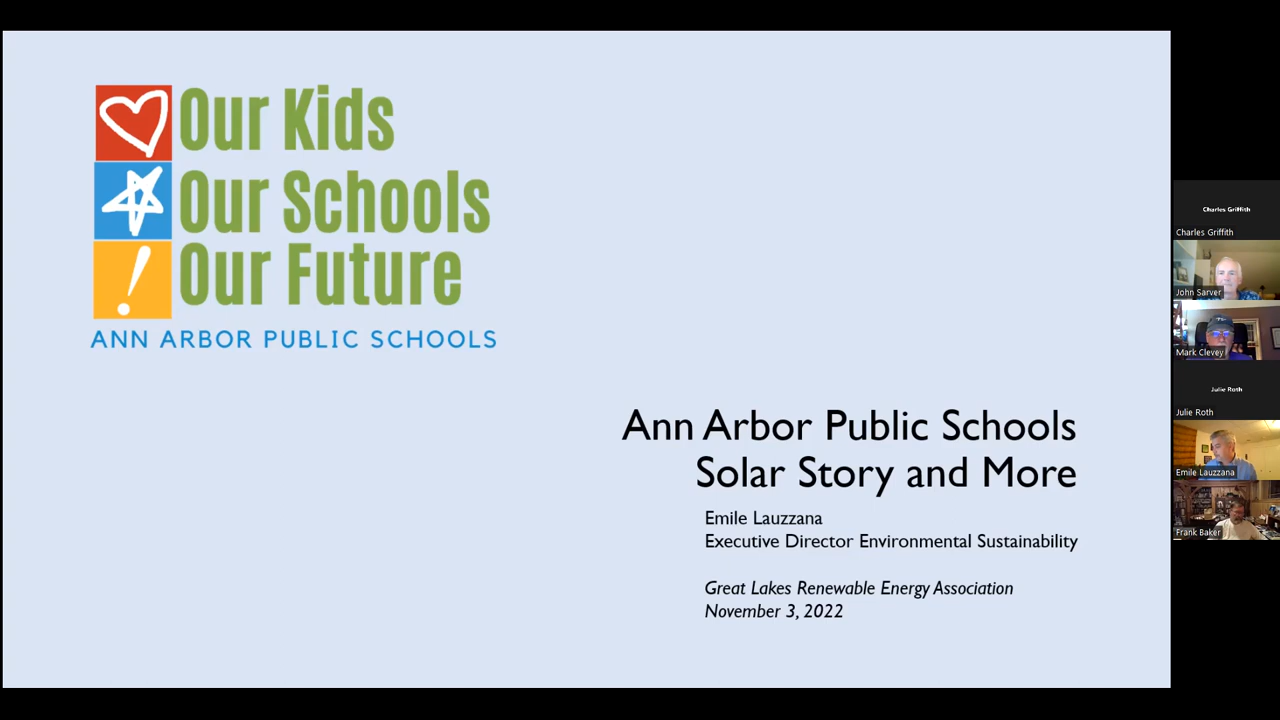 Our Kids
Our Schools
Our Future
ANN ARBOR PUBLIC SCHOOLS
Ann Arbor Public Schools
Solar Story and More
Emile Lauzzana
Executive Director Environmental Sustainability
Great Lakes Renewable Energy Association
November 3, 2022
Charles Griffith
Charles Griffith
John Sarver
Mark Clevey
Julie Roth
Julie Roth
Emile Lauzzana
Frank Baker